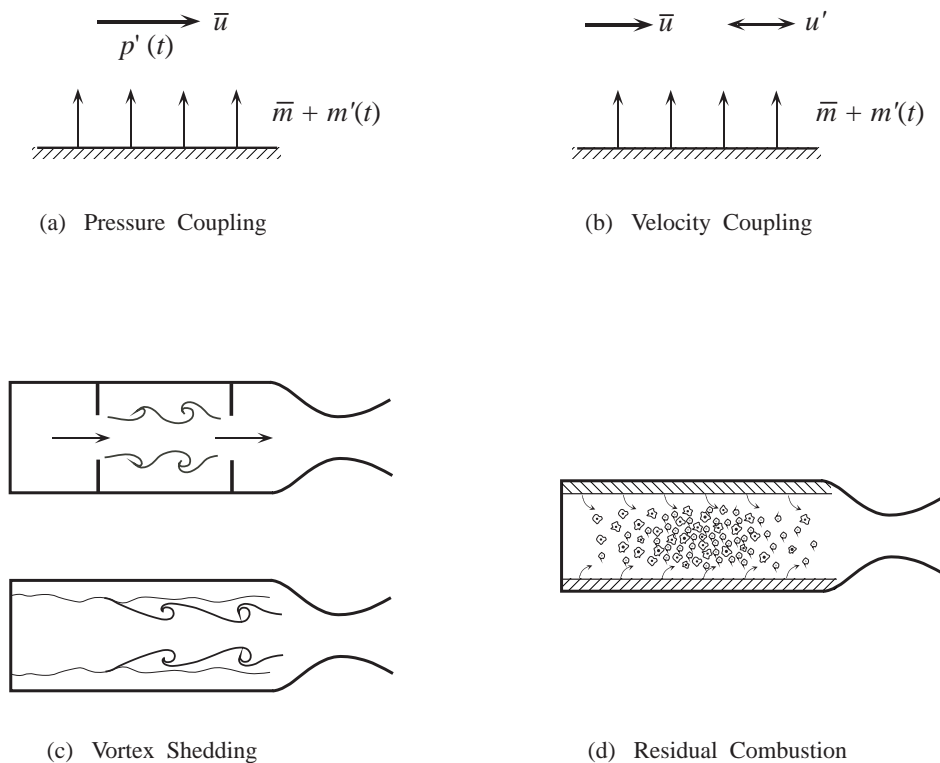 u̅
p' (t)
m̅ + m'(t)
(a) Pressure Coupling
u̅ u'
m̅ + m'(t)
(b) Velocity Coupling
(c) Vortex Shedding
(d) Residual Combustion